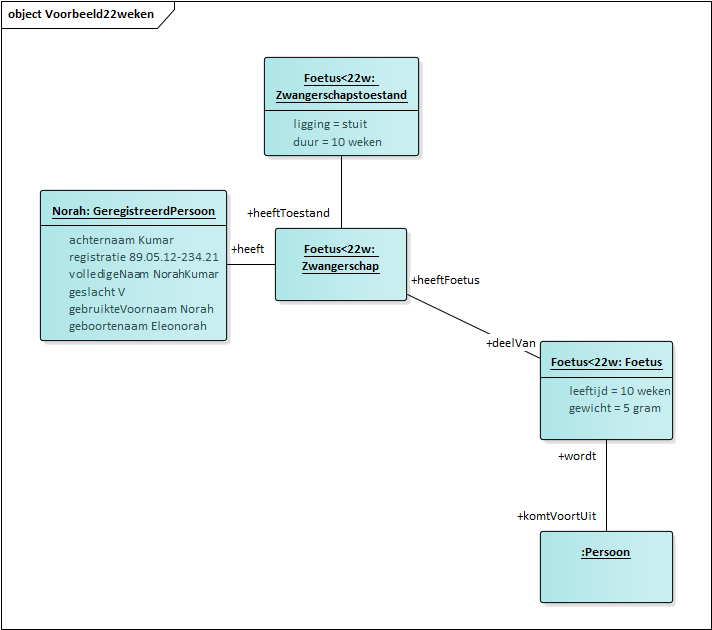 object Voorbeeld22weken
Foetus<22w:
Zwangerschapstoestand
ligging = stuit
duur = 10 weken
+heeftToestand
Norah: GeregistreerdPersoon
achternaam Kumar
registratie 89.05.12-234.21
volledigeNaam NorahKumar
geslacht V
gebruikteVoornaam Norah
geboortenaam Eleonorah
+heeft
Foetus<22w:
Zwangerschap
+heeftFoetus
+deelVan
Foetus<22w: Foetus
leeftijd = 10 weken
gewicht = 5 gram
+wordt
+komtVoortUit
:Persoon